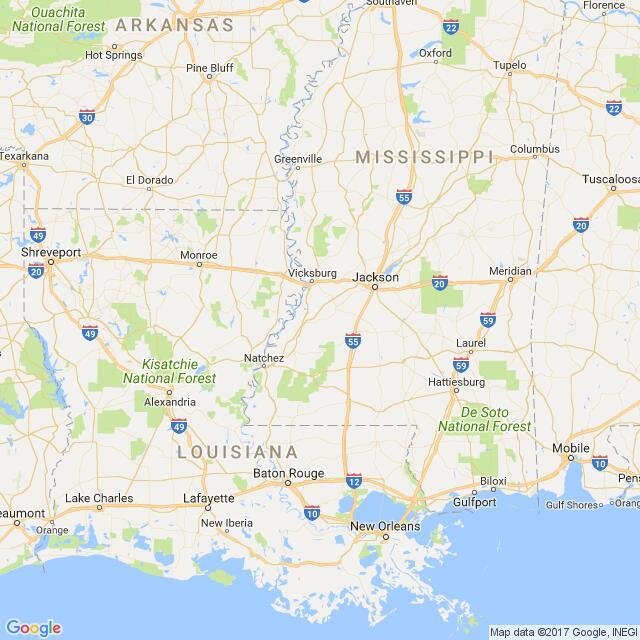 Southaven
Florence
Ouachita
National Forest
ARKANSAS
22
Hot Springs
Oxford
Pine Bluff
Tupelo
22
30
Columbus
Texarkana
Greenville
MISSISSIPPI
El Dorado
Tuscaloosa
55
49
20
Shreveport
Monroe
20
Vicksburg
Jackson
Meridian
20
59
49
55
Laurel
Natchez
Kisatchie
National Forest
59
Hattiesburg
Alexandria
De Soto
National Forest
49
LOUISIANA
Mobile
Baton Rouge
12
10
Biloxi
Pens
Lake Charles
Lafayette
Gulfport
Gulf Shores
Oran
eaumont
10
Orange
New Iberia
New Orleans
Google
Map data ©2017 Google, INEGI